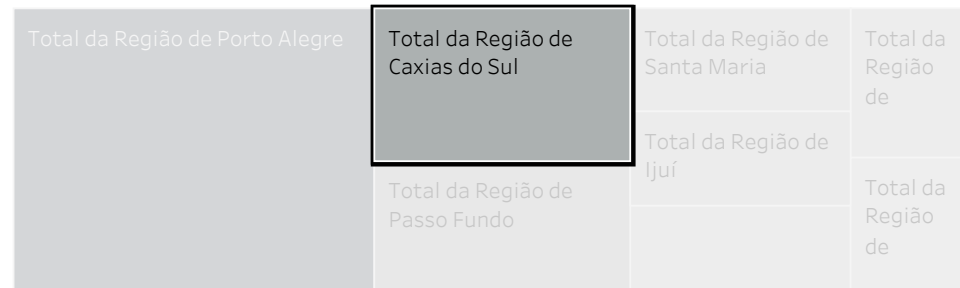 Total da Região de Porto Alegre
Total da Região de
Caxias do Sul
Total da Região de
Passo Fundo
Total da Região de
Santa Maria
Total da Região de
Ijuí
Total da
Região
de
Total da
Região
de